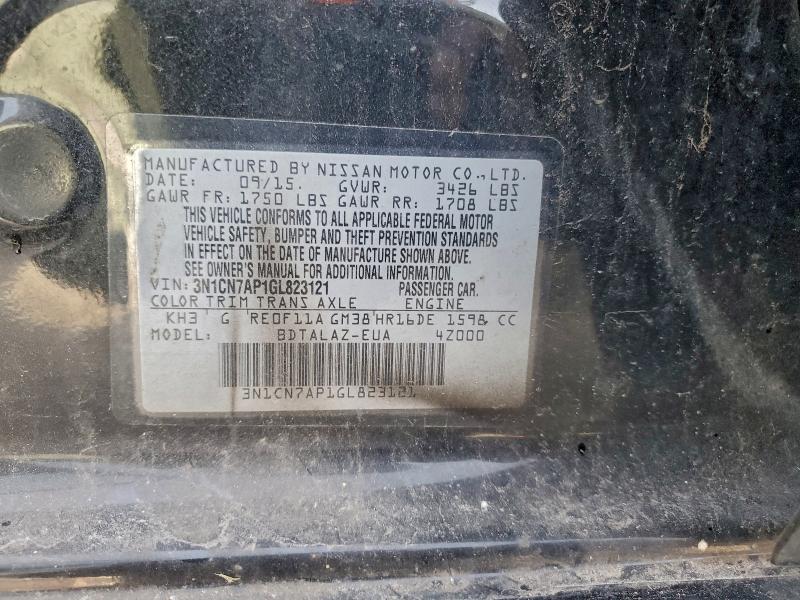 MANUFACTURED BY NISSAN MOTOR CO.,LTD.
DATE: 09/15. GVWR: 3426 LBS
GAWR FR: 1750 LBS GAWR RR: 1708 LBS
THIS VEHICLE CONFORMS TO ALL APPLICABLE FEDERAL MOTOR
VEHICLE SAFETY, BUMPER AND THEFT PREVENTION STANDARDS
IN EFFECT ON THE DATE OF MANUFACTURE SHOWN ABOVE.
SEE OWNER'S MANUAL FOR ADDITIONAL INFORMATION.
VIN: 3N1CN7AP1GL823121 PASSENGER CAR.
COLOR TRIM TRANS AXLE ENGINE
KH3 G RE0F11A GM38 HR16DE 1598 CC
MODEL: BDTALAZ-EUA 4Z000
3N1CN7AP1GL823121